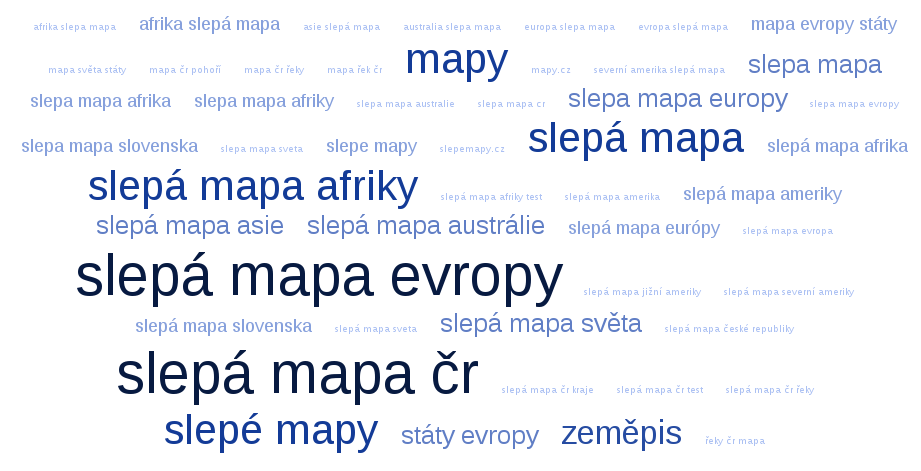 afrika slepa mapa afrika slepá mapa asie slepá mapa australia slepa mapa europa slepa mapa evropa slepá mapa mapa evropy státy
mapa světa státy mapa čr pohoří mapa čr řeky mapa řek čr mapy mapy.cz severní amerika slepá mapa slepa mapa
slepa mapa afrika slepa mapa afriky slepa mapa australie slepa mapa cr slepa mapa europy slepa mapa evropy
slepa mapa slovenska slepa mapa sveta slepe mapy slepemapy.cz slepá mapa slepá mapa afrika
slepá mapa afriky slepá mapa afriky test slepá mapa amerika slepá mapa ameriky
slepá mapa asie slepá mapa austrálie slepá mapa európy slepá mapa evropa
slepá mapa evropy slepá mapa jižní ameriky slepá mapa severní ameriky
slepá mapa slovenska slepá mapa sveta slepá mapa světa slepá mapa české republiky
slepá mapa čr slepá mapa čr kraje slepá mapa čr test slepá mapa čr řeky
slepé mapy státy evropy zeměpis řeky čr mapa